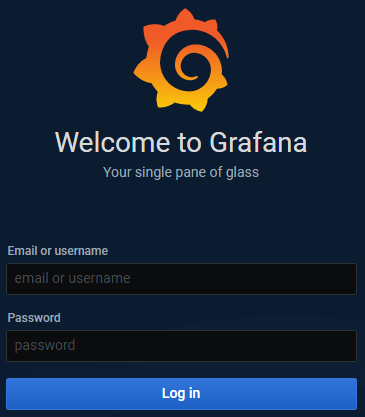 Welcome to Grafana
Your single pane of glass
Email or username
email or username
Password
password
Log in